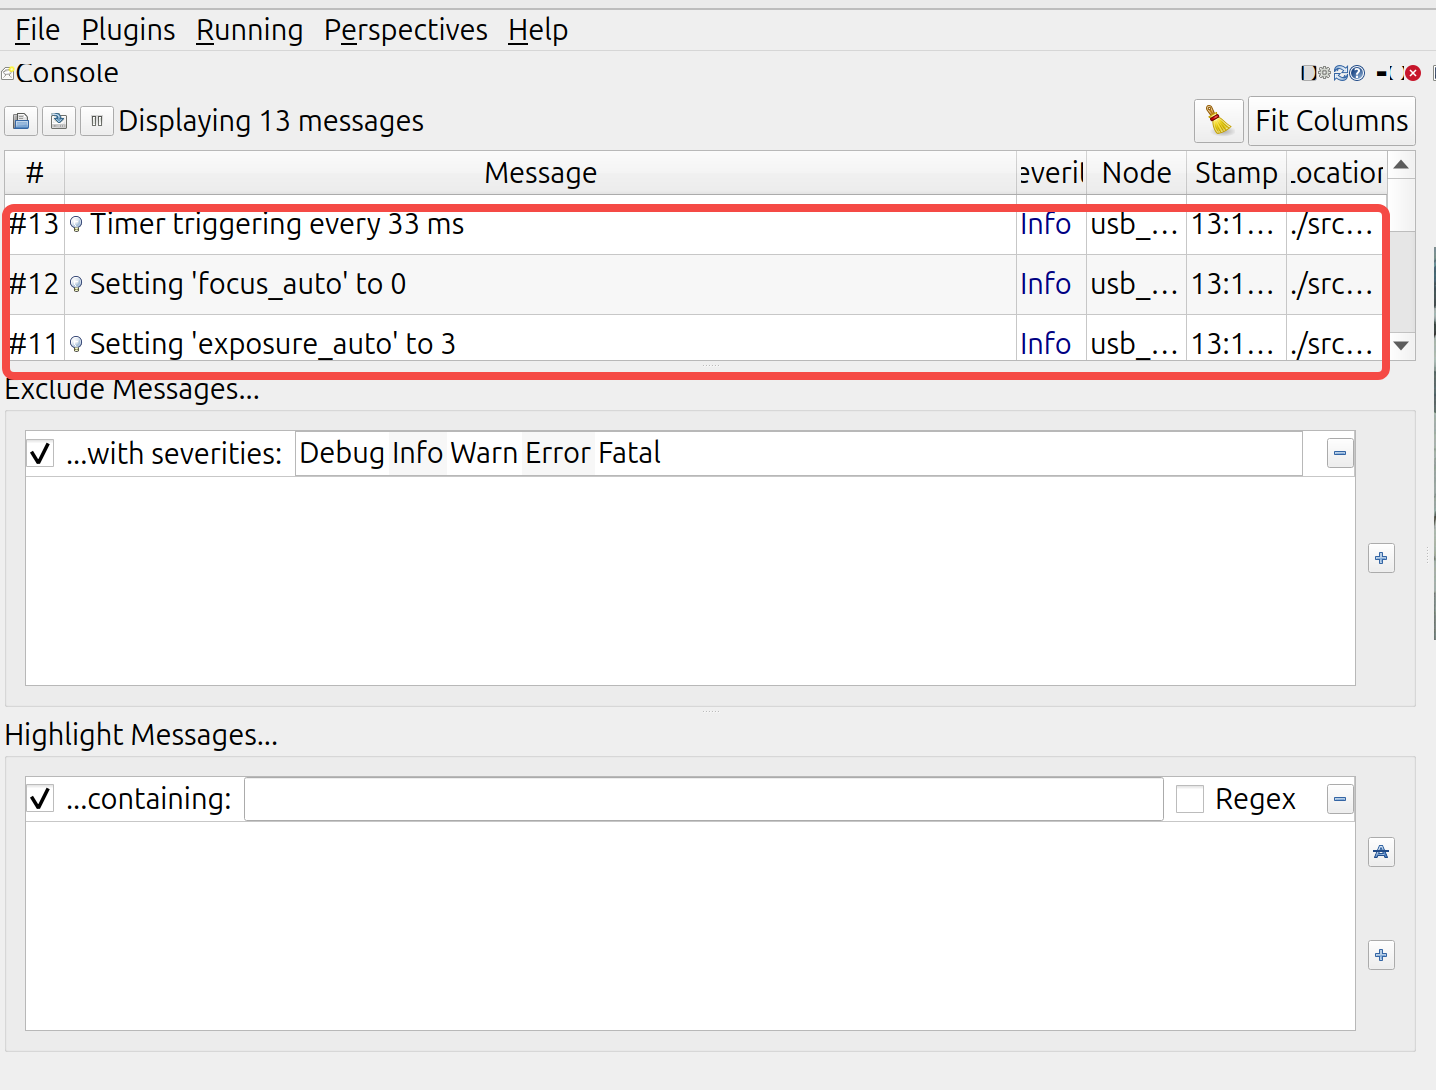 File Plugins Running Perspectives Help
Console
Displaying 13 messages Fit Columns
# Message everit Node Stamp Location
#13 Timer triggering every 33 ms Info usb_... 13:1... ./src...
#12 Setting 'focus_auto' to 0 Info usb_... 13:1... ./src...
#11 Setting 'exposure_auto' to 3 Info usb_... 13:1... ./src...
Exclude Messages...
...with severities: Debug Info Warn Error Fatal
Highlight Messages...
...containing: Regex